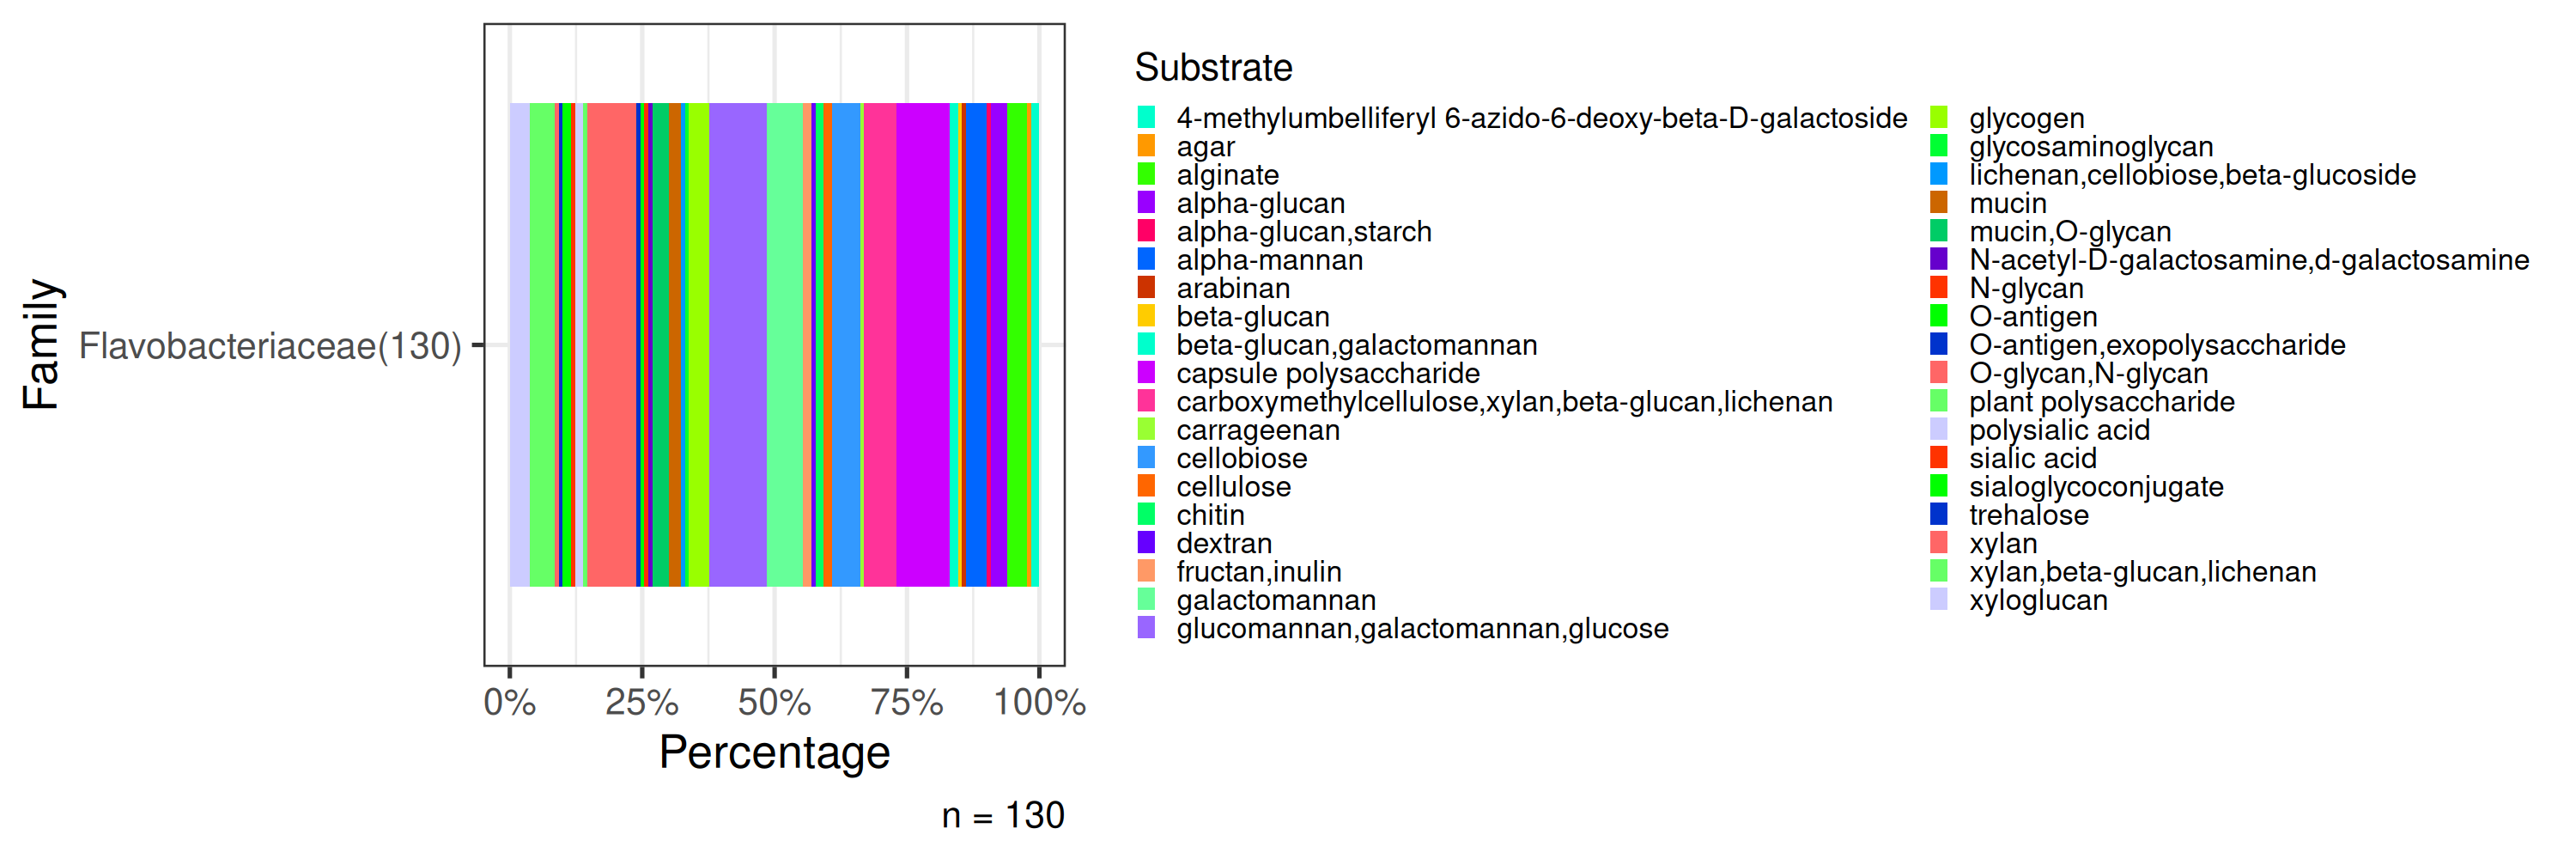 Family
Flavobacteriaceae(130)
0% 25% 50% 75% 100%
Percentage
n = 130
Substrate
4-methylumbelliferyl 6-azido-6-deoxy-beta-D-galactoside
agar
alginate
alpha-glucan
alpha-glucan,starch
alpha-mannan
arabinan
beta-glucan
beta-glucan,galactomannan
capsule polysaccharide
carboxymethylcellulose,xylan,beta-glucan,lichenan
carrageenan
cellobiose
cellulose
chitin
dextran
fructan,inulin
galactomannan
glucomannan,galactomannan,glucose
glycogen
glycosaminoglycan
lichenan,cellobiose,beta-glucoside
mucin
mucin,O-glycan
N-acetyl-D-galactosamine,d-galactosamine
N-glycan
O-antigen
O-antigen,exopolysaccharide
O-glycan,N-glycan
plant polysaccharide
polysialic acid
sialic acid
sialoglycoconjugate
trehalose
xylan
xylan,beta-glucan,lichenan
xyloglucan